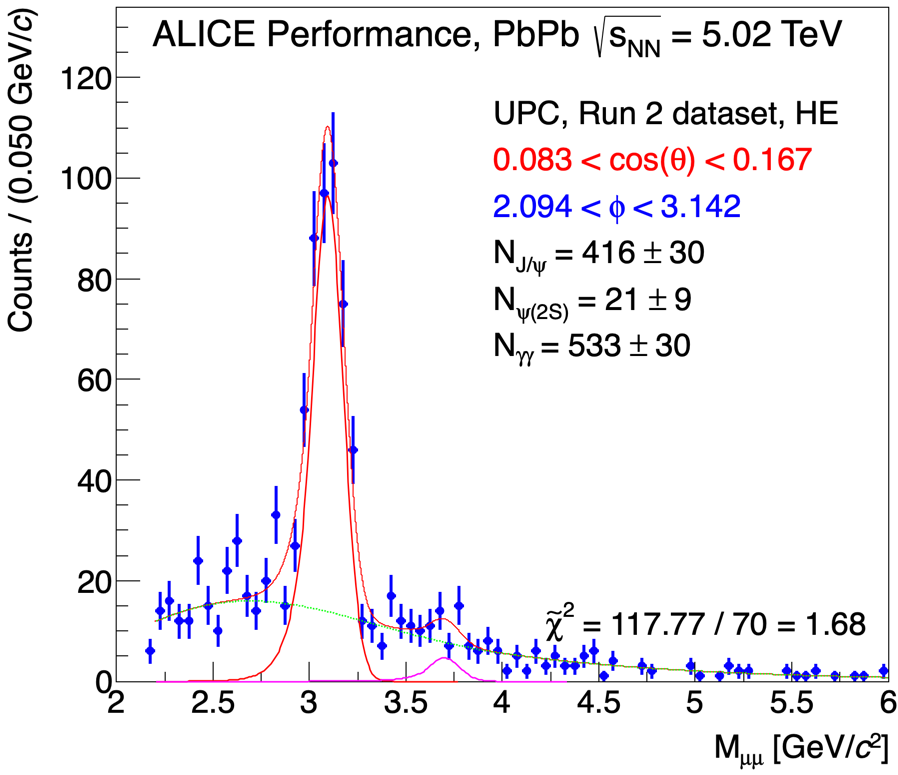 ALICE Performance, PbPb √sNN = 5.02 TeV
UPC, Run 2 dataset, HE
0.083 < cos(θ) < 0.167
2.094 < ϕ < 3.142
NJ/ψ = 416 ± 30
Nψ(2S) = 21 ± 9
Nγγ = 533 ± 30
χ̃² = 117.77 / 70 = 1.68
Counts / (0.050 GeV/c)
120
100
80
60
40
20
0
2 2.5 3 3.5 4 4.5 5 5.5 6
Mμμ [GeV/c²]